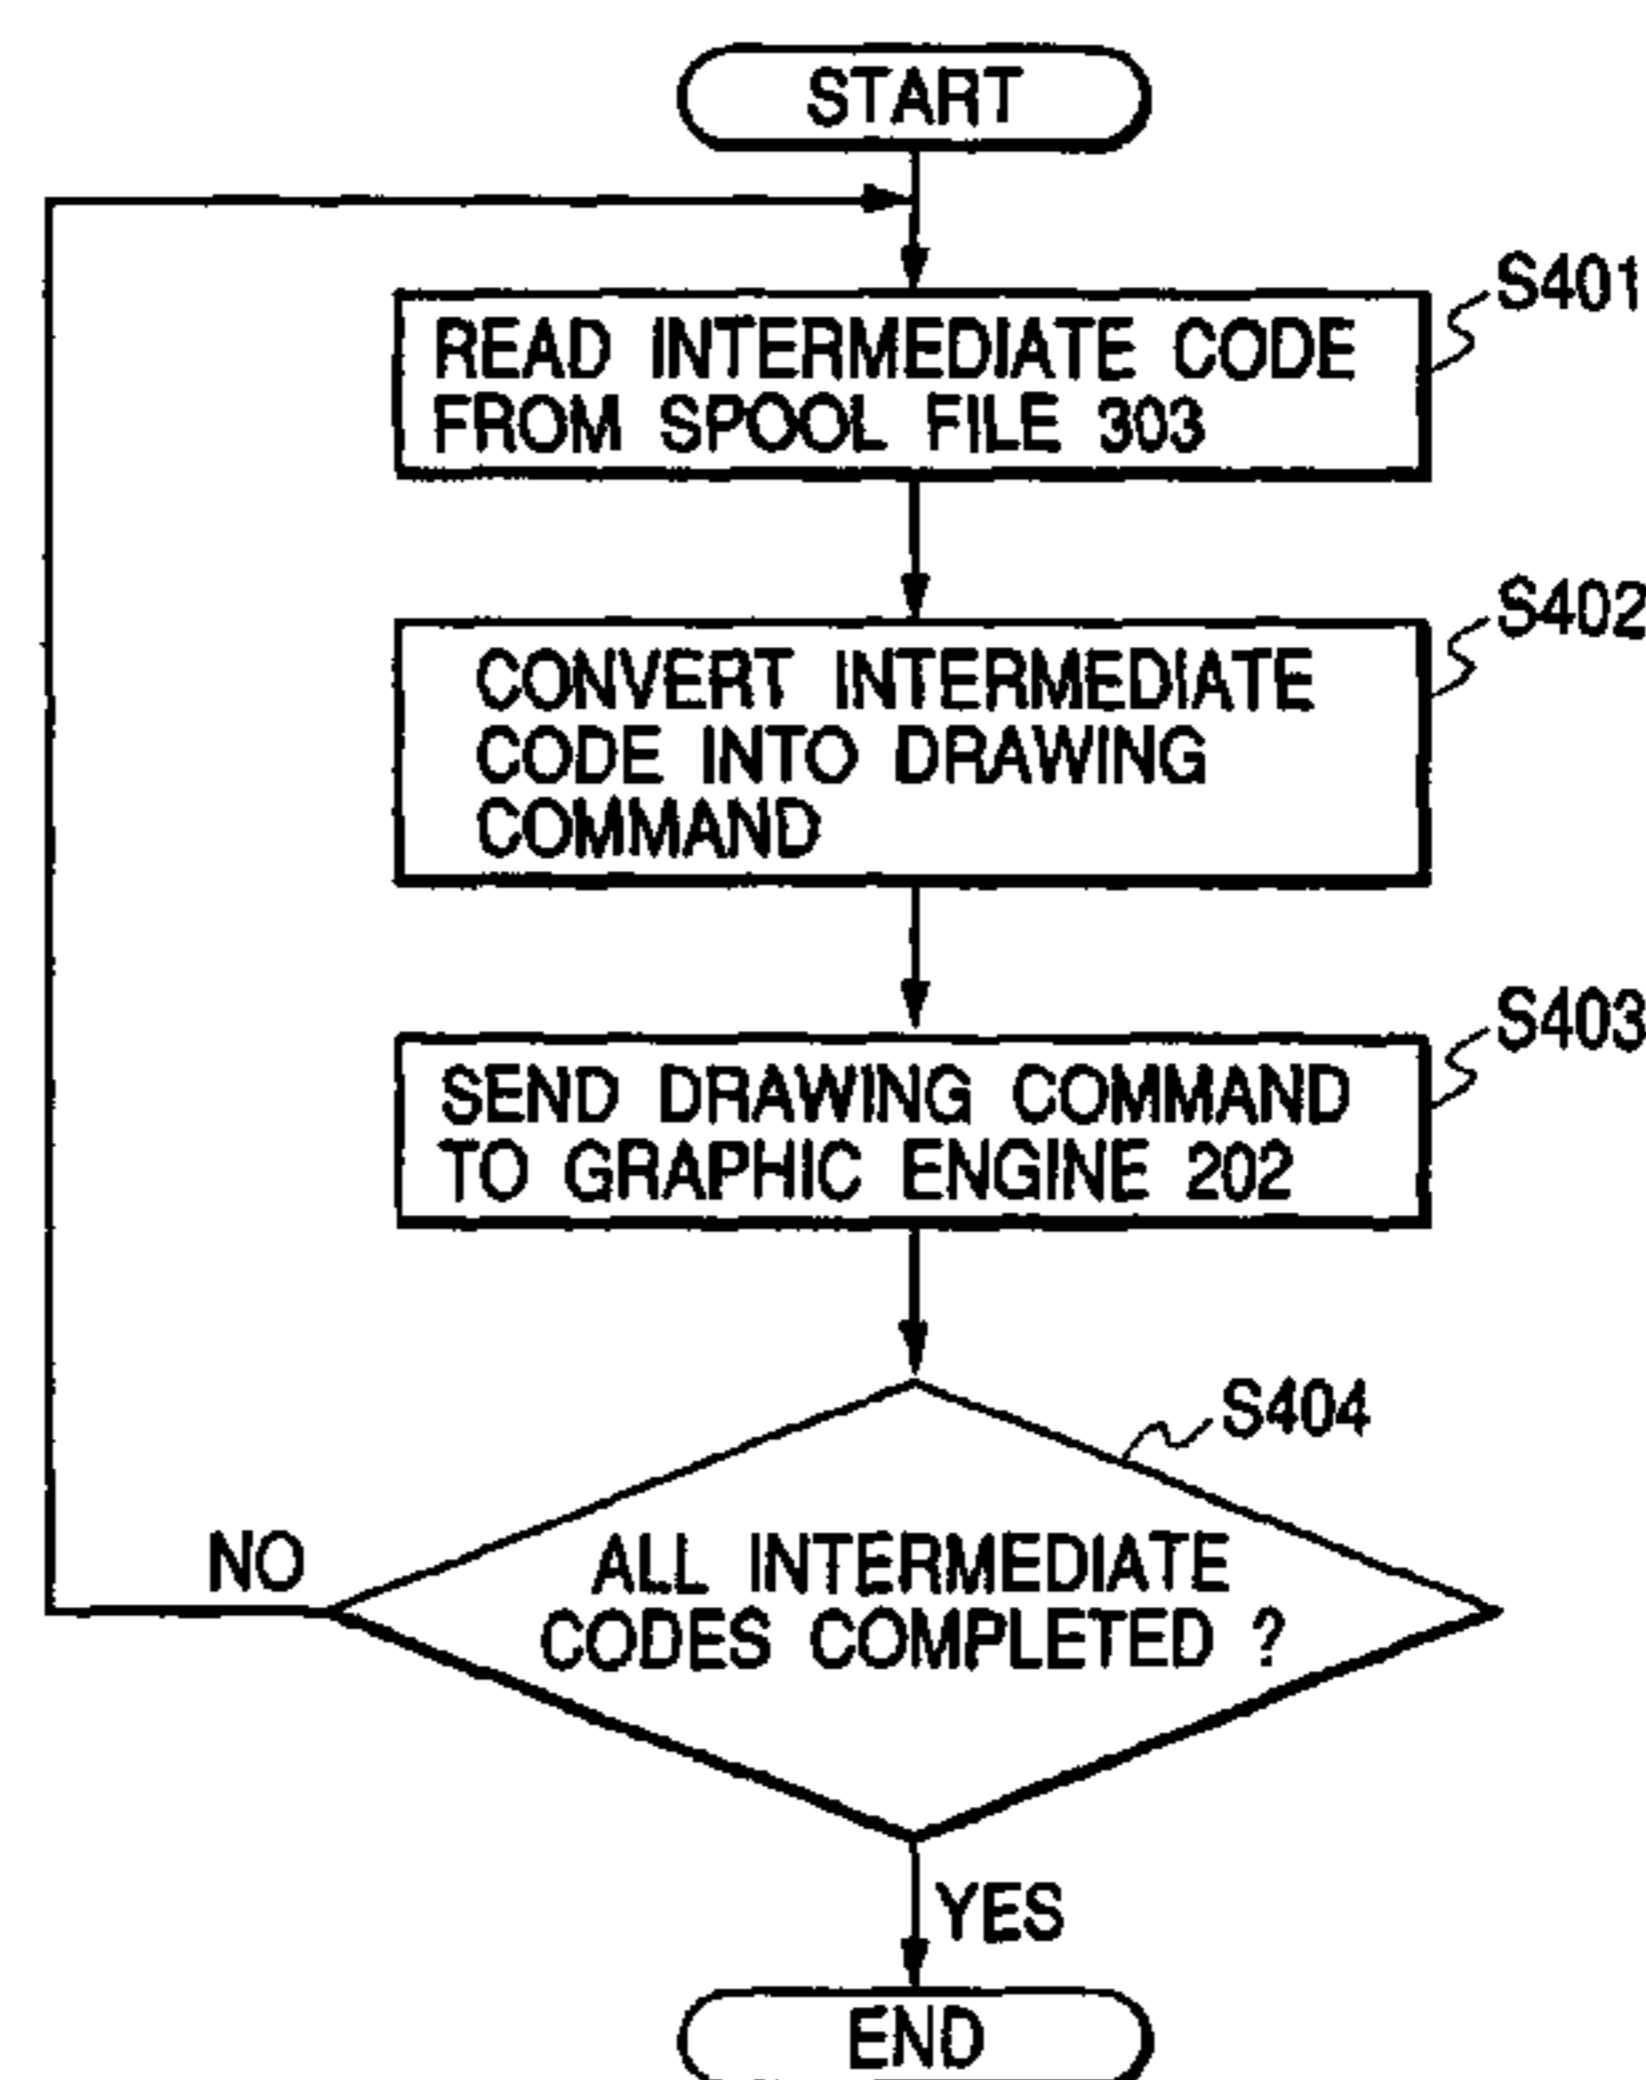 START
S401
READ INTERMEDIATE CODE
FROM SPOOL FILE 303
S402
CONVERT INTERMEDIATE
CODE INTO DRAWING
COMMAND
S403
SEND DRAWING COMMAND
TO GRAPHIC ENGINE 202
S404
NO
ALL INTERMEDIATE
CODES COMPLETED ?
YES
END